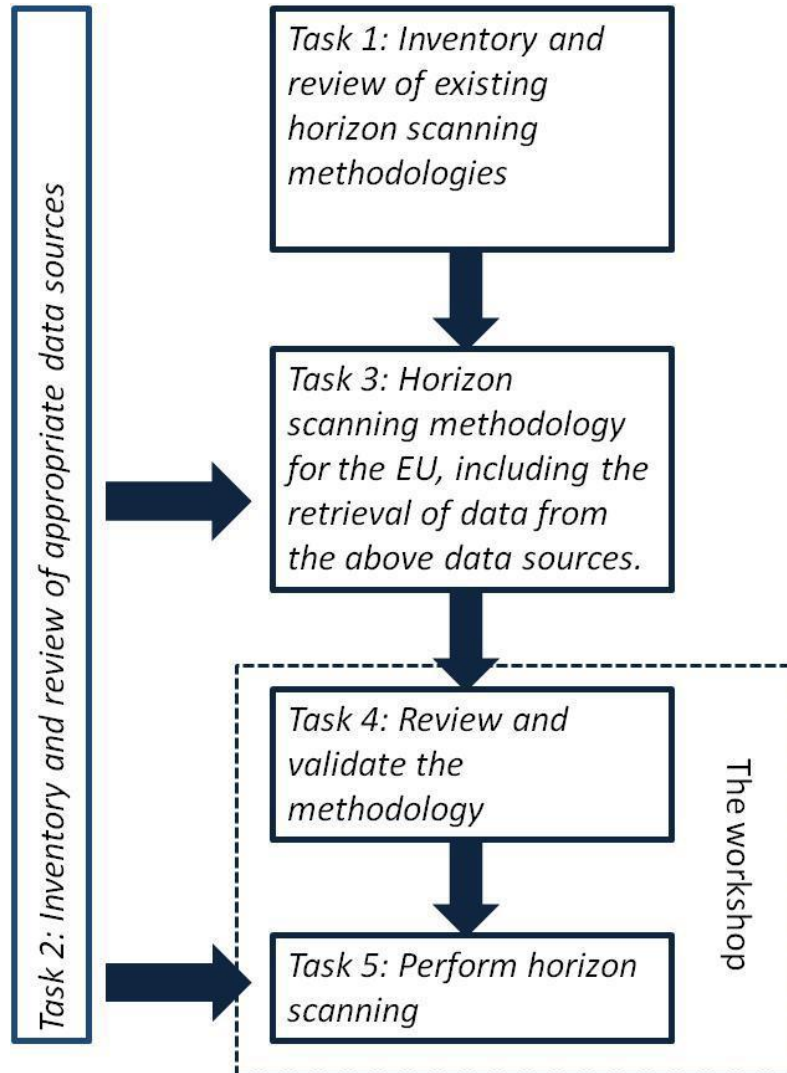 Task 1: Inventory and
review of existing
horizon scanning
methodologies
Task 2: Inventory and review of appropriate data sources
Task 3: Horizon
scanning methodology
for the EU, including the
retrieval of data from
the above data sources.
Task 4: Review and
validate the
methodology
The workshop
Task 5: Perform horizon
scanning